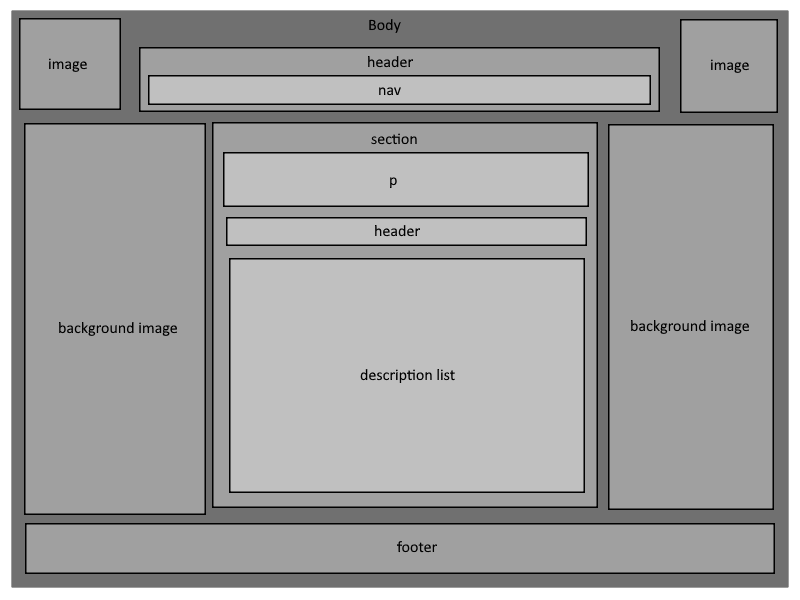 Body
image
header
image
nav
section
p
header
background image
background image
description list
footer